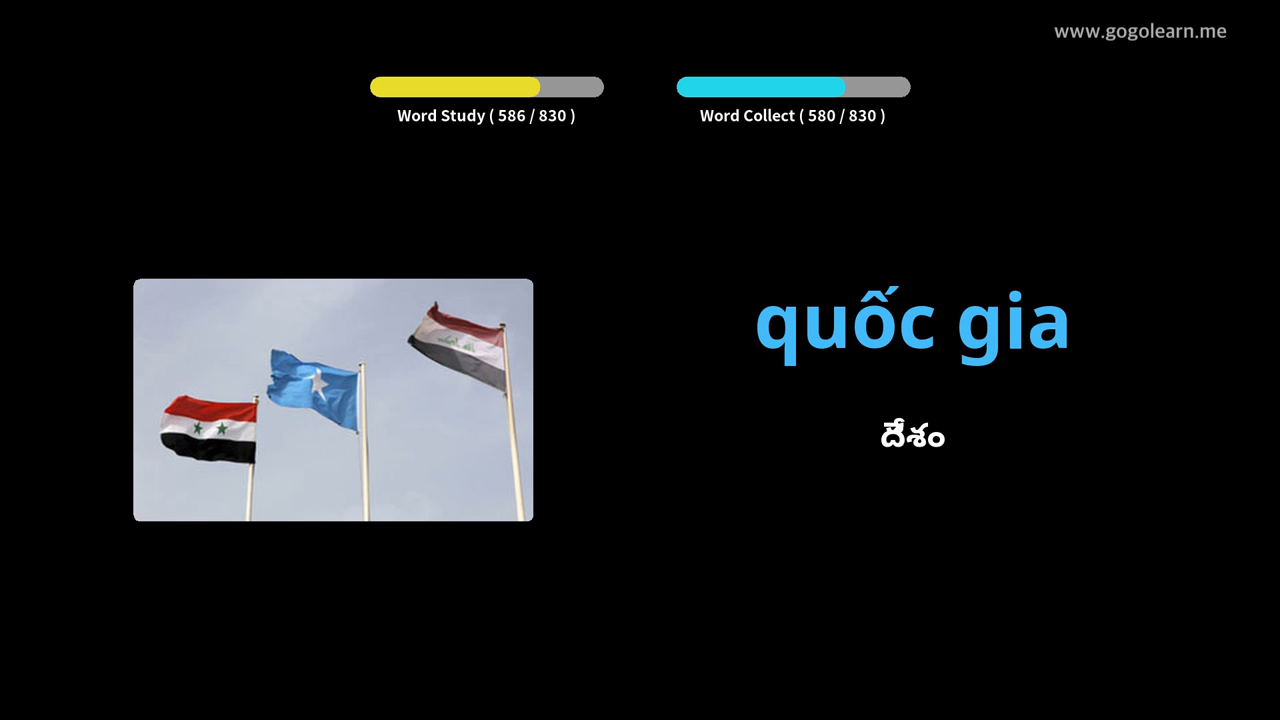 www.gogolearn.me
Word Study ( 586 / 830 )
Word Collect ( 580 / 830 )
quốc gia
దేశం